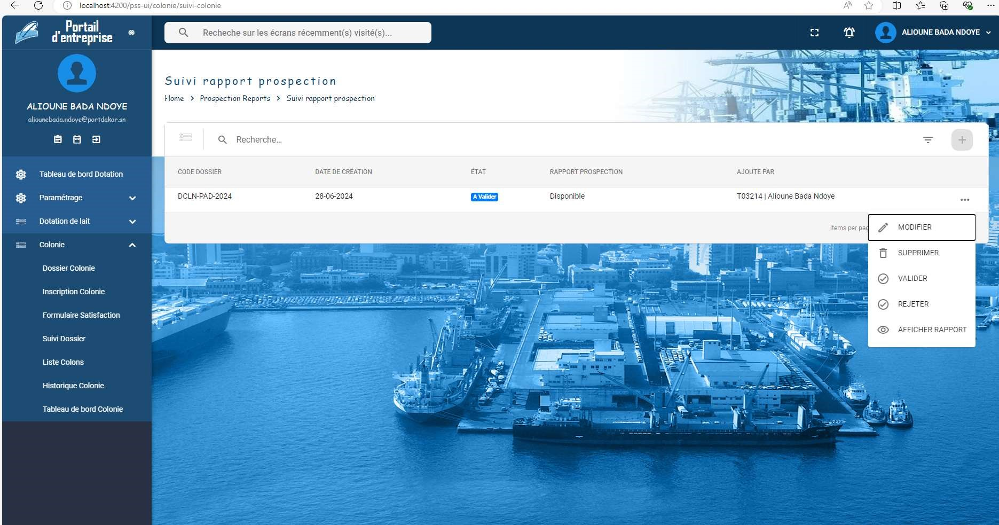 localhost:4200/pss-ui/colonie/suivi-colonie
Portail
d'entreprise
Recheche sur les écrans récemment(s) visité(s)...
ALIOUNE BADA NDOYE
ALIOUNE BADA NDOYE
aliounebada.ndoye@portdakar.sn
Tableau de bord Dotation
Paramétrage
Dotation de lait
Colonie
Dossier Colonie
Inscription Colonie
Formulaire Satisfaction
Suivi Dossier
Liste Colons
Historique Colonie
Tableau de bord Colonie
Suivi rapport prospection
Home > Prospection Reports > Suivi rapport prospection
Recherche...
CODE DOSSIER DATE DE CRÉATION ÉTAT RAPPORT PROSPECTION AJOUTE PAR
DCLN-PAD-2024 28-06-2024 A Valider Disponible T03214 | Alioune Bada Ndoye
Items per pag
MODIFIER
SUPPRIMER
VALIDER
REJETER
AFFICHER RAPPORT